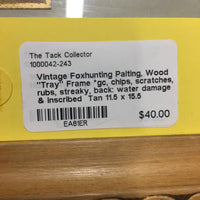 The Tack Collector
1000042-243
Vintage Foxhunting Paiting, Wood
"Tray" Frame *gc, chips, scratches,
rubs, streaky, back: water damage
& inscribed Tan 11.5 x 15.5
EA81ER
$40.00